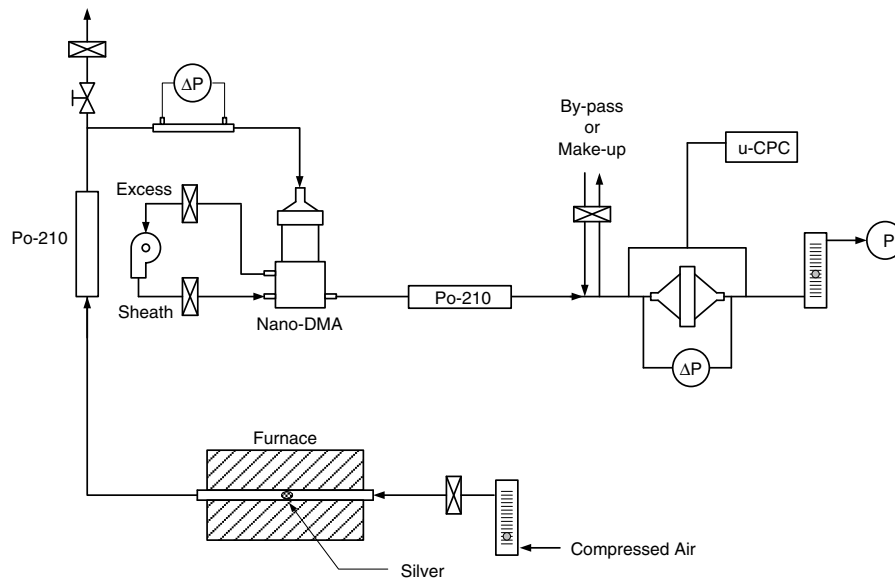 ΔP
By-pass
or
Make-up
u-CPC
Excess
Po-210
P
Sheath
Nano-DMA
Po-210
ΔP
Furnace
Compressed Air
Silver